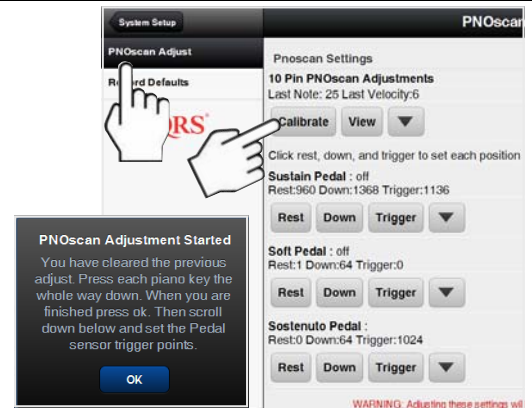 System Setup
PNOscan
PNOscan Adjust
Pnoscan Settings
10 Pin PNOscan Adjustments
Last Note: 25 Last Velocity:6
Calibrate View
Defaults
QRS
Click rest, down, and trigger to set each position
Sustain Pedal : off
Rest:960 Down:1368 Trigger:1136
Rest Down Trigger
Soft Pedal : off
Rest:1 Down:64 Trigger:0
Rest Down Trigger
Sostenuto Pedal :
Rest:0 Down:64 Trigger:1024
Rest Down Trigger
WARNING: Adjusting these settings will
PNOscan Adjustment Started
You have cleared the previous
adjust. Press each piano key the
whole way down. When you are
finished press ok. Then scroll
down below and set the Pedal
sensor trigger points.
OK